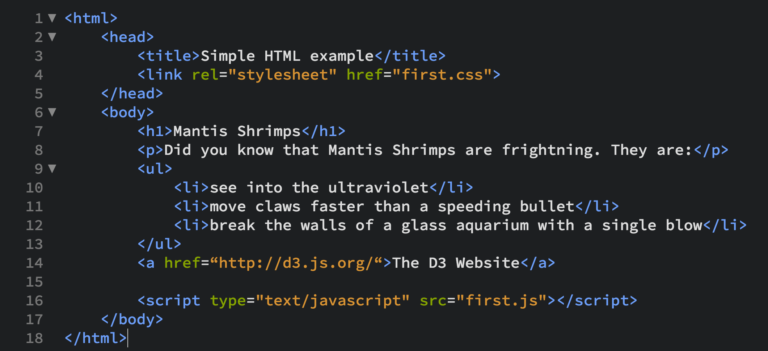 1 <html>
2 <head>
3 <title>Simple HTML example</title>
4 <link rel="stylesheet" href="first.css">
5 </head>
6 <body>
7 <h1>Mantis Shrimps</h1>
8 <p>Did you know that Mantis Shrimps are frightning. They are:</p>
9 <ul>
10 <li>see into the ultraviolet</li>
11 <li>move claws faster than a speeding bullet</li>
12 <li>break the walls of a glass aquarium with a single blow</li>
13 </ul>
14 <a href=“http://d3.js.org/“>The D3 Website</a>
15
16 <script type="text/javascript" src="first.js"></script>
17 </body>
18 </html>